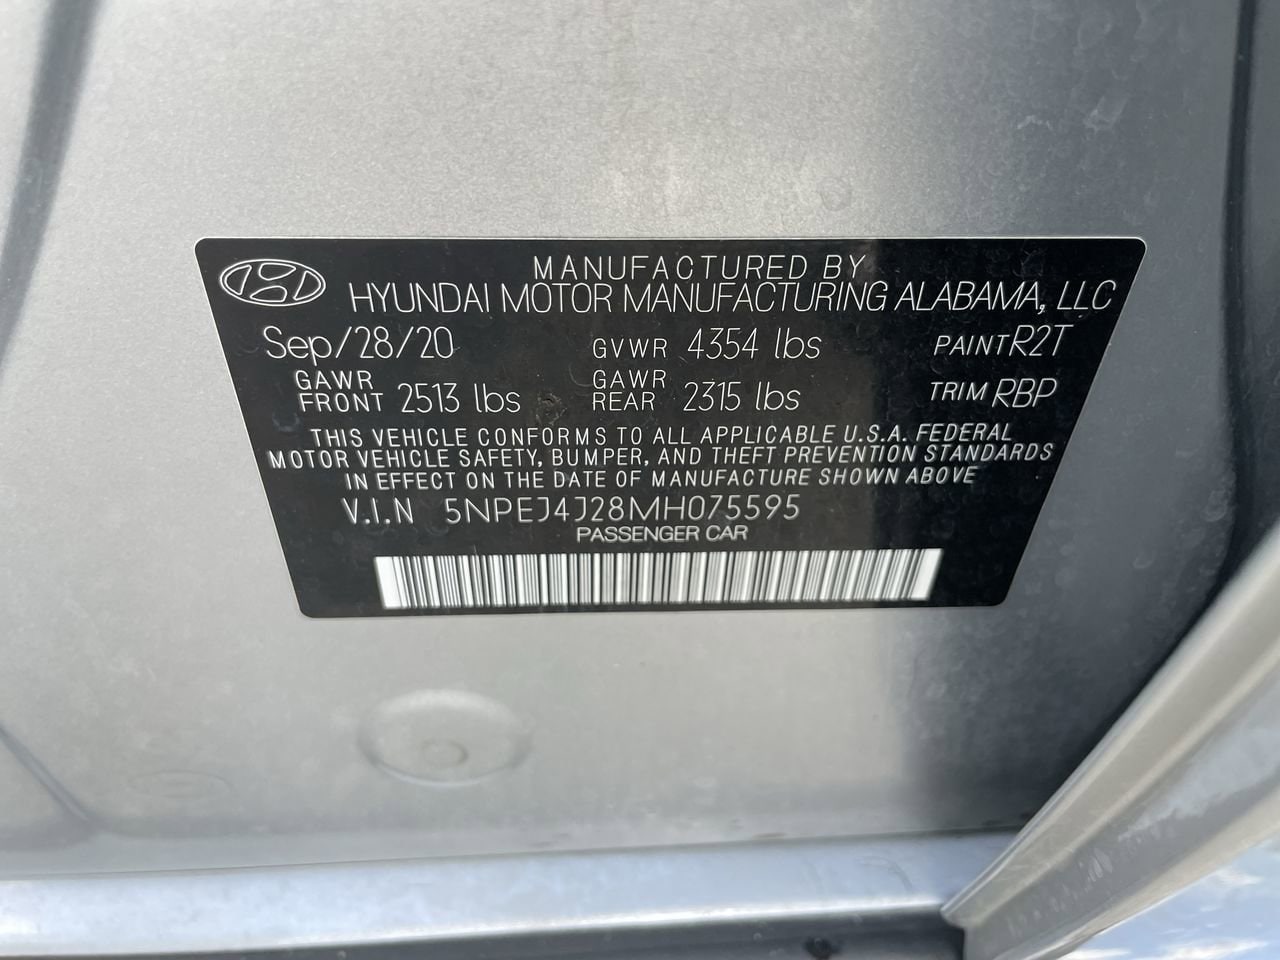 MANUFACTURED BY
HYUNDAI MOTOR MANUFACTURING ALABAMA, LLC
Sep/28/20 GVWR 4354 lbs PAINT R2T
GAWR FRONT 2513 lbs GAWR REAR 2315 lbs TRIM RBP
THIS VEHICLE CONFORMS TO ALL APPLICABLE U.S.A. FEDERAL
MOTOR VEHICLE SAFETY, BUMPER, AND THEFT PREVENTION STANDARDS
IN EFFECT ON THE DATE OF MANUFACTURE SHOWN ABOVE
V.I.N 5NPEJ4J28MH075595
PASSENGER CAR